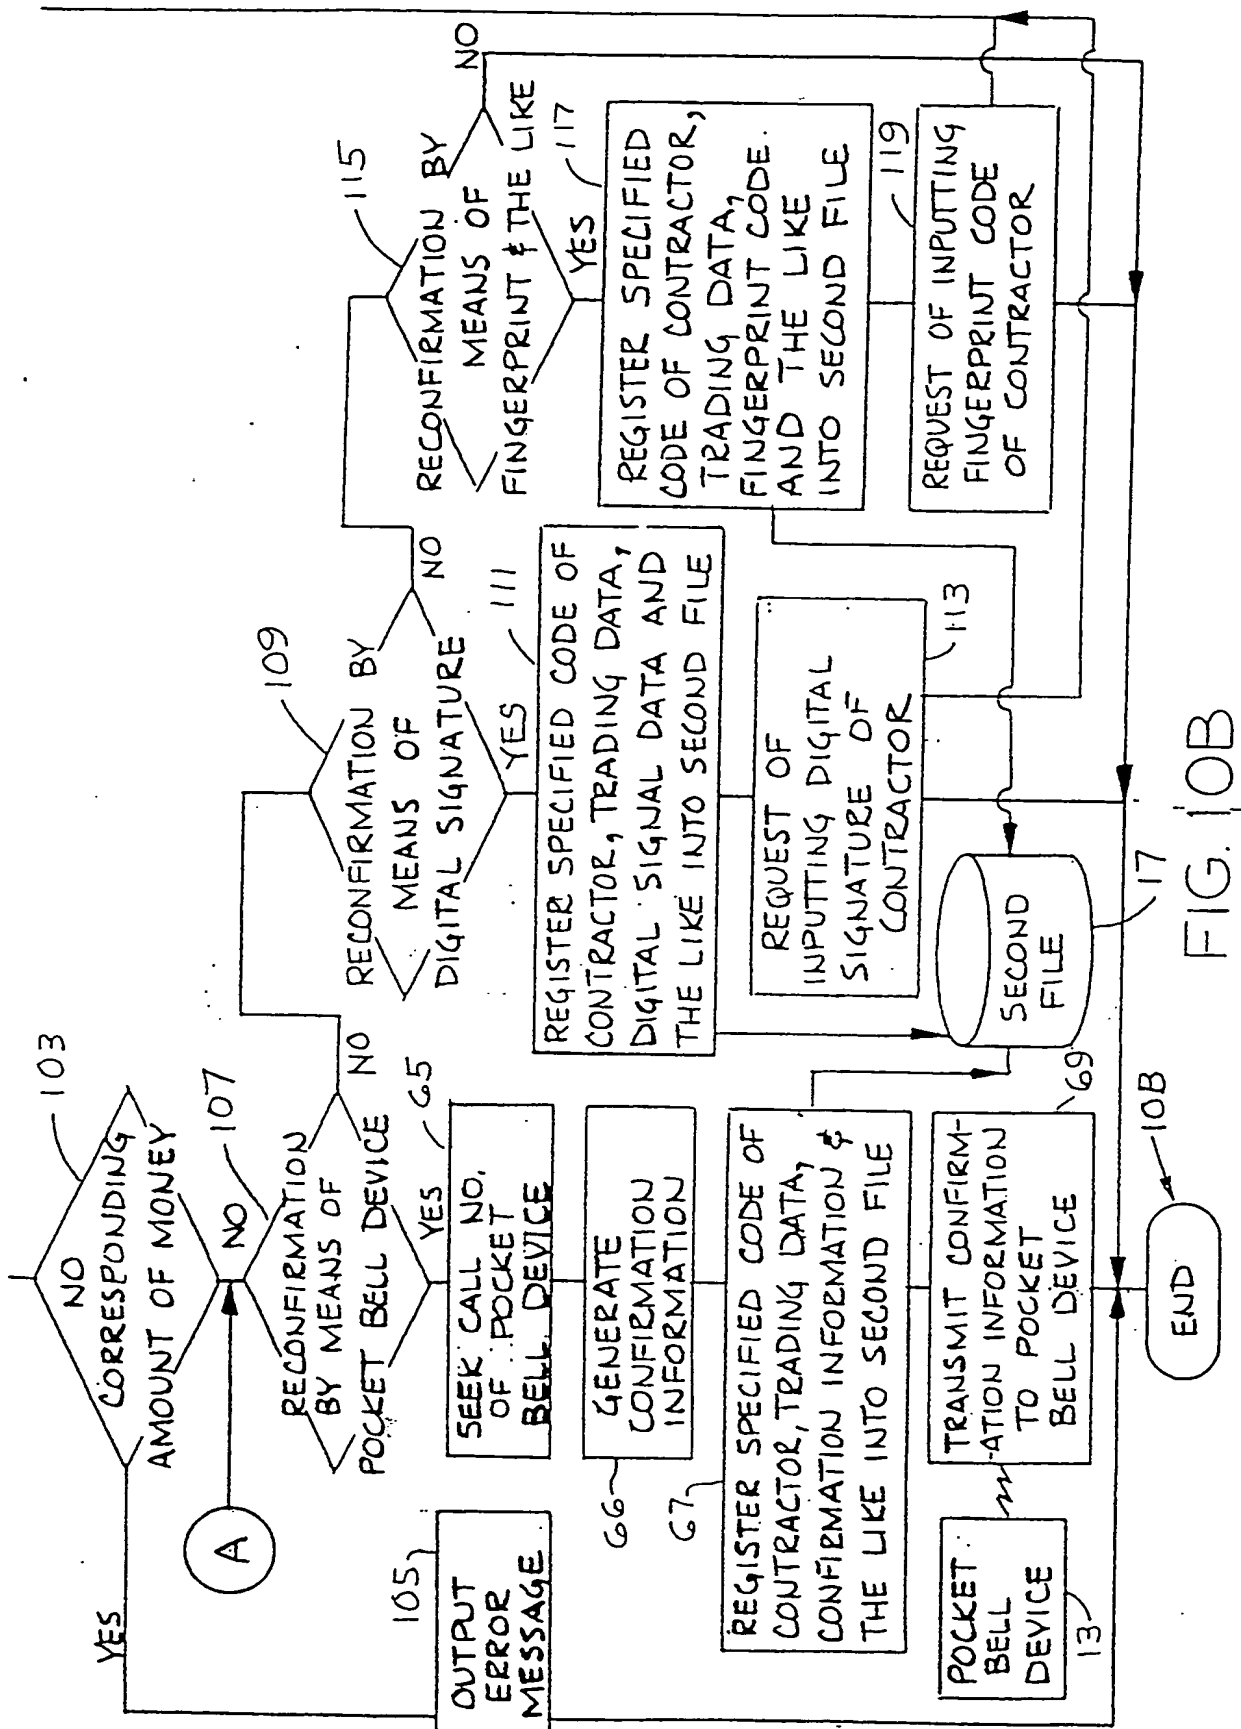 103
NO
CORRESPONDING
AMOUNT OF MONEY
YES
NO
A
107
RECONFIRMATION
BY MEANS OF
POCKET BELL DEVICE
NO
YES
65
SEEK CALL NO.
OF POCKET
BELL DEVICE
105
OUTPUT
ERROR
MESSAGE
66
GENERATE
CONFIRMATION
INFORMATION
67
REGISTER SPECIFIED CODE OF
CONTRACTOR, TRADING DATA,
CONFIRMATION INFORMATION &
THE LIKE INTO SECOND FILE
69
TRANSMIT CONFIRM-
-ATION INFORMATION
TO POCKET
BELL DEVICE
POCKET
BELL
DEVICE
13
10B
END
109
RECONFIRMATION BY
MEANS OF
DIGITAL SIGNATURE
NO
YES
111
REGISTER SPECIFIED CODE OF
CONTRACTOR, TRADING DATA,
DIGITAL SIGNAL DATA AND
THE LIKE INTO SECOND FILE
REQUEST OF
INPUTTING DIGITAL
SIGNATURE OF
CONTRACTOR
113
SECOND
FILE
17
115
RECONFIRMATION BY
MEANS OF
FINGERPRINT & THE LIKE
NO
YES
117
REGISTER SPECIFIED
CODE OF CONTRACTOR,
TRADING DATA,
FINGERPRINT CODE.
AND THE LIKE
INTO SECOND FILE
119
REQUEST OF INPUTTING
FINGERPRINT CODE
OF CONTRACTOR
FIG. 10B